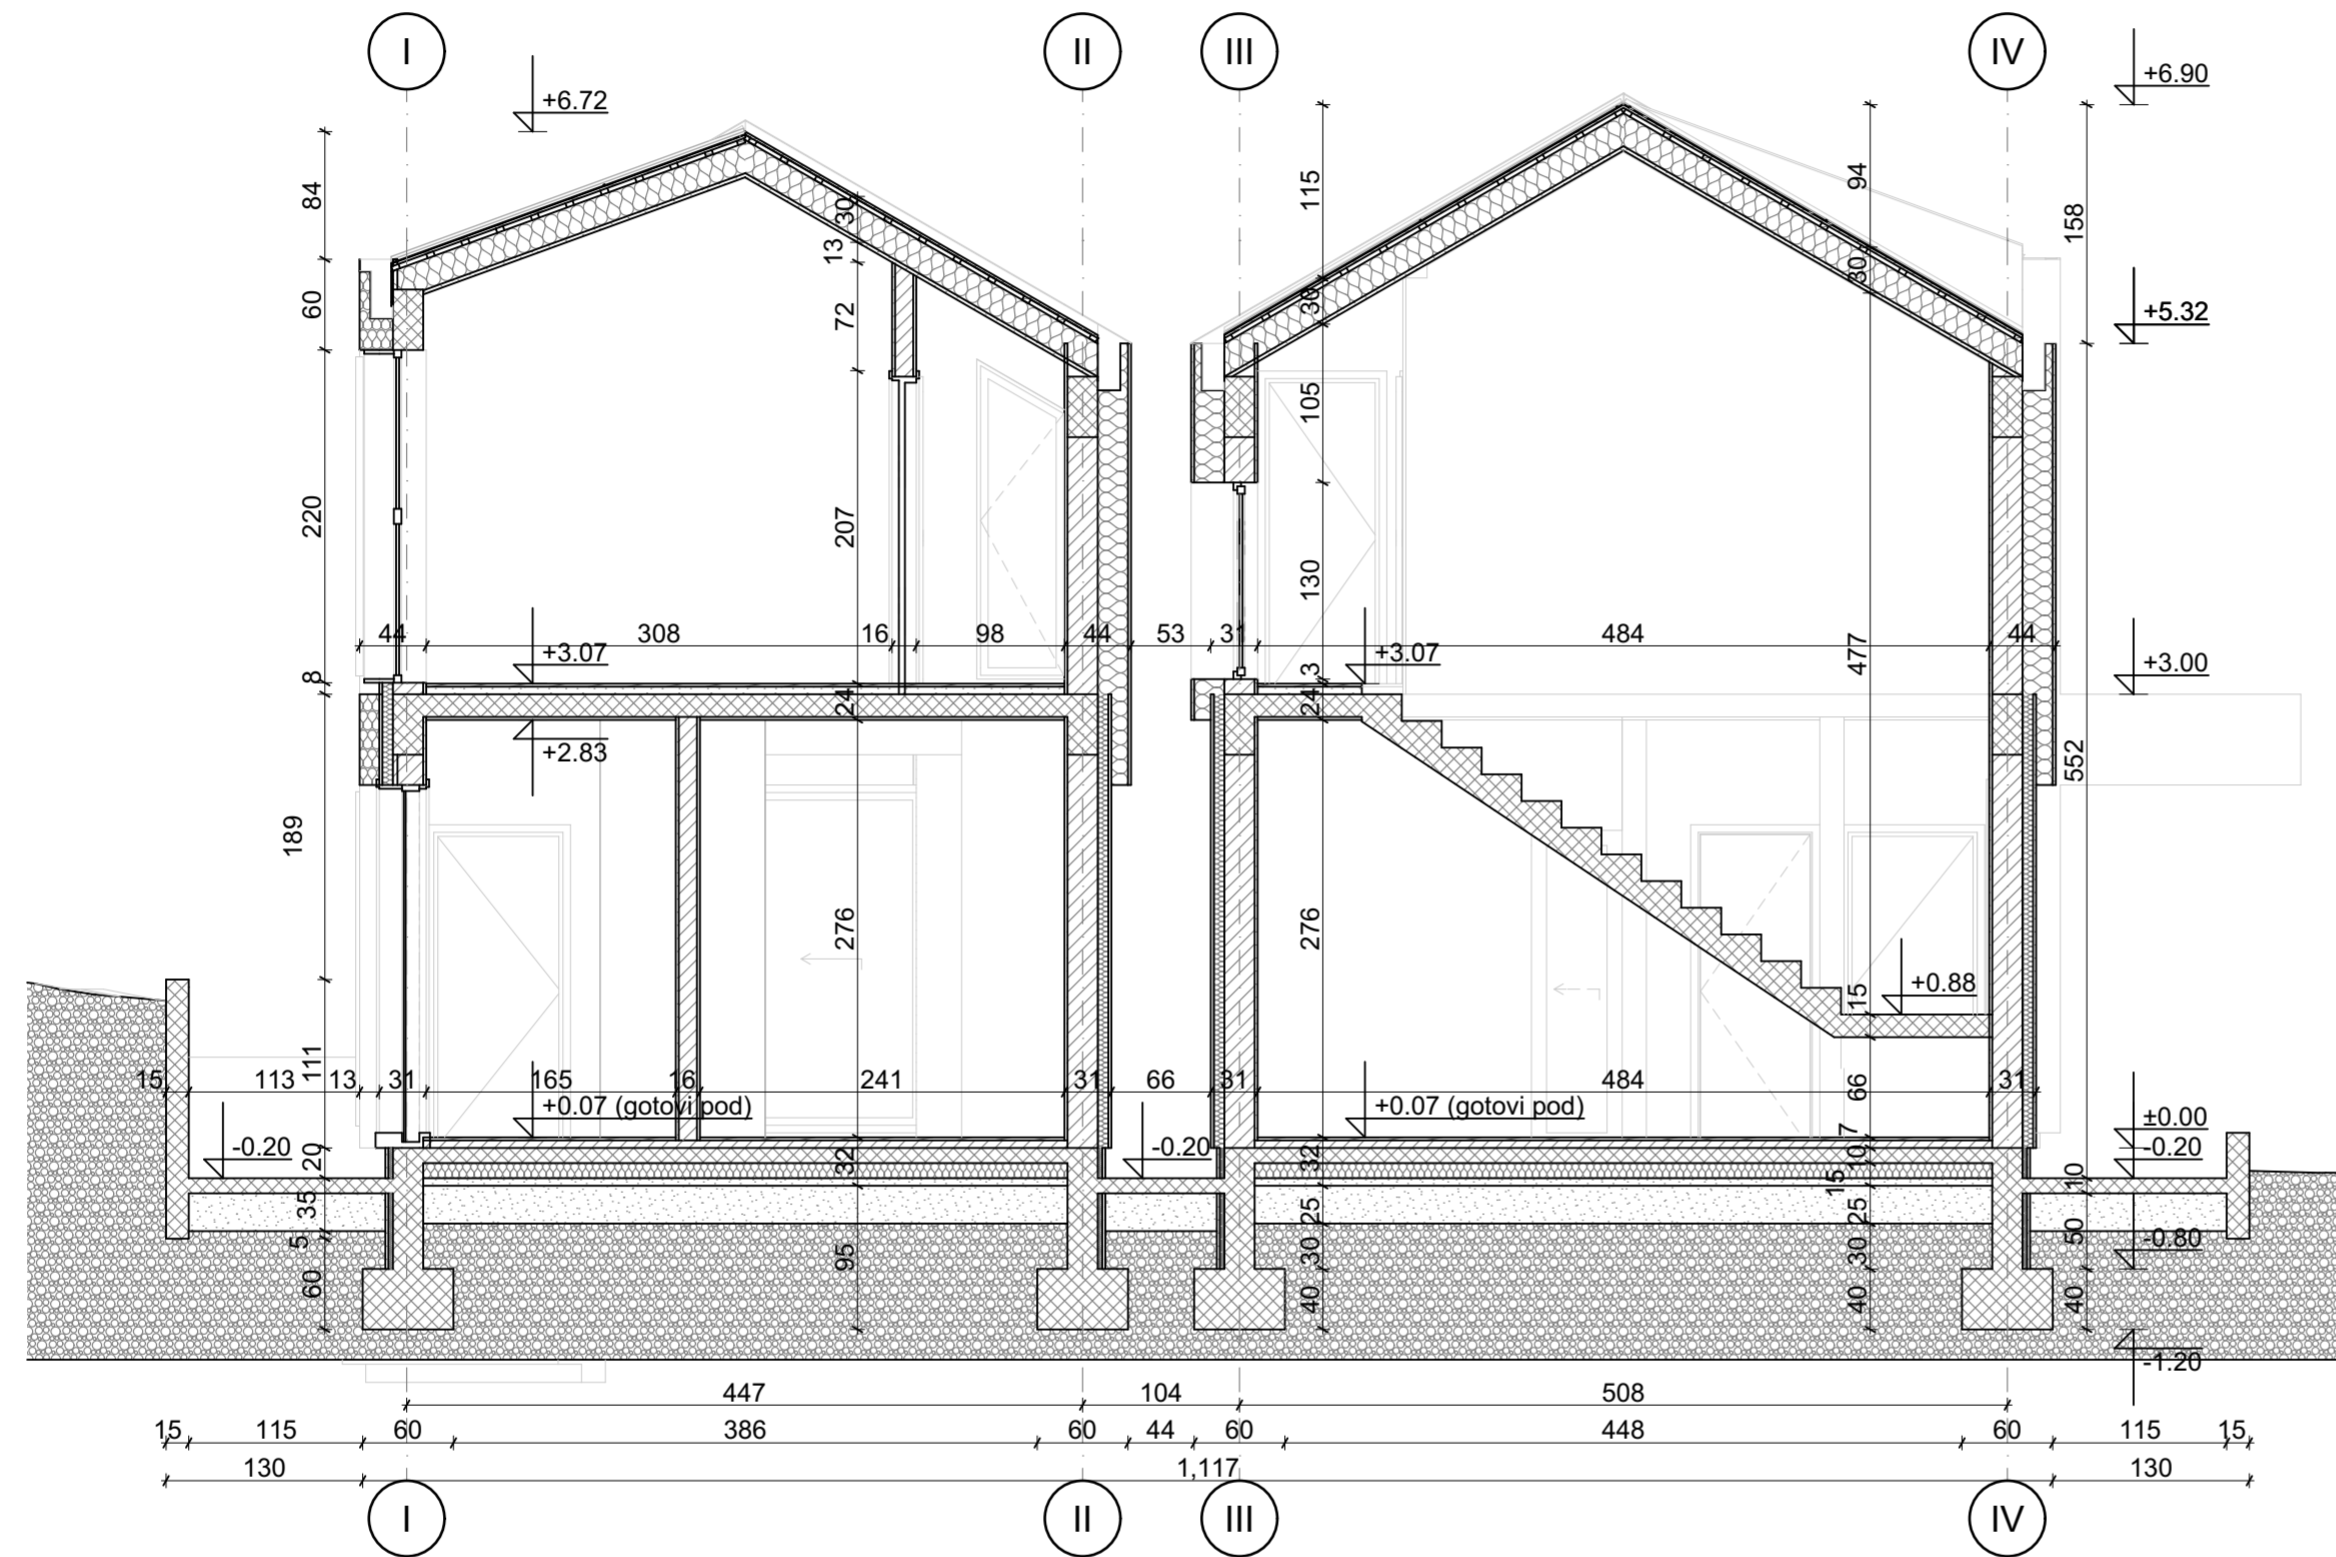 I II III IV
+6.72 +6.90
84 30 115 94 158
13
60 72 30 30 +5.32
105
220 207 130 477
44 308 16 98 44 53 31 484 44
+3.07 +3.07 +3.00
8 24 3 24
+2.83 552
189 276 276
15 +0.88
111 66
15 113 13 31 165 16 241 31 66 31 484 31
+0.07 (gotovi pod) +0.07 (gotovi pod)
±0.00
-0.20 -0.20 -0.20
20 32 32 7 10 15 10
35 25 25 50
5 95 30 30 -0.80
60 40 40 40
-1.20
447 104 508
15 115 60 386 60 44 60 448 60 115 15
130 1,117 130
I II III IV